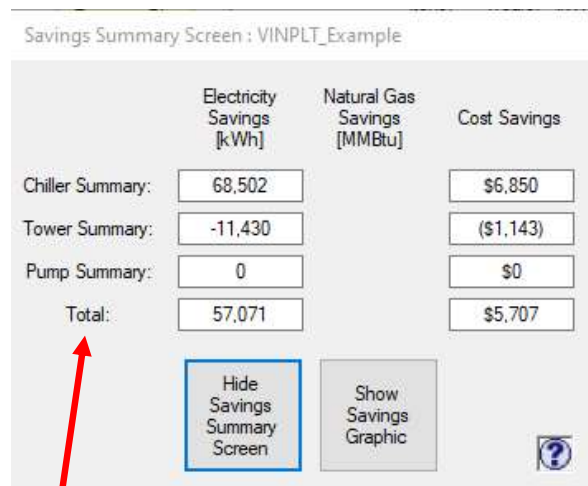 Savings Summary Screen : VINPLT_Example
Electricity Savings [kWh]
Natural Gas Savings [MMBtu]
Cost Savings
Chiller Summary: 68,502 $6,850
Tower Summary: -11,430 ($1,143)
Pump Summary: 0 $0
Total: 57,071 $5,707
Hide Savings Summary Screen
Show Savings Graphic
?